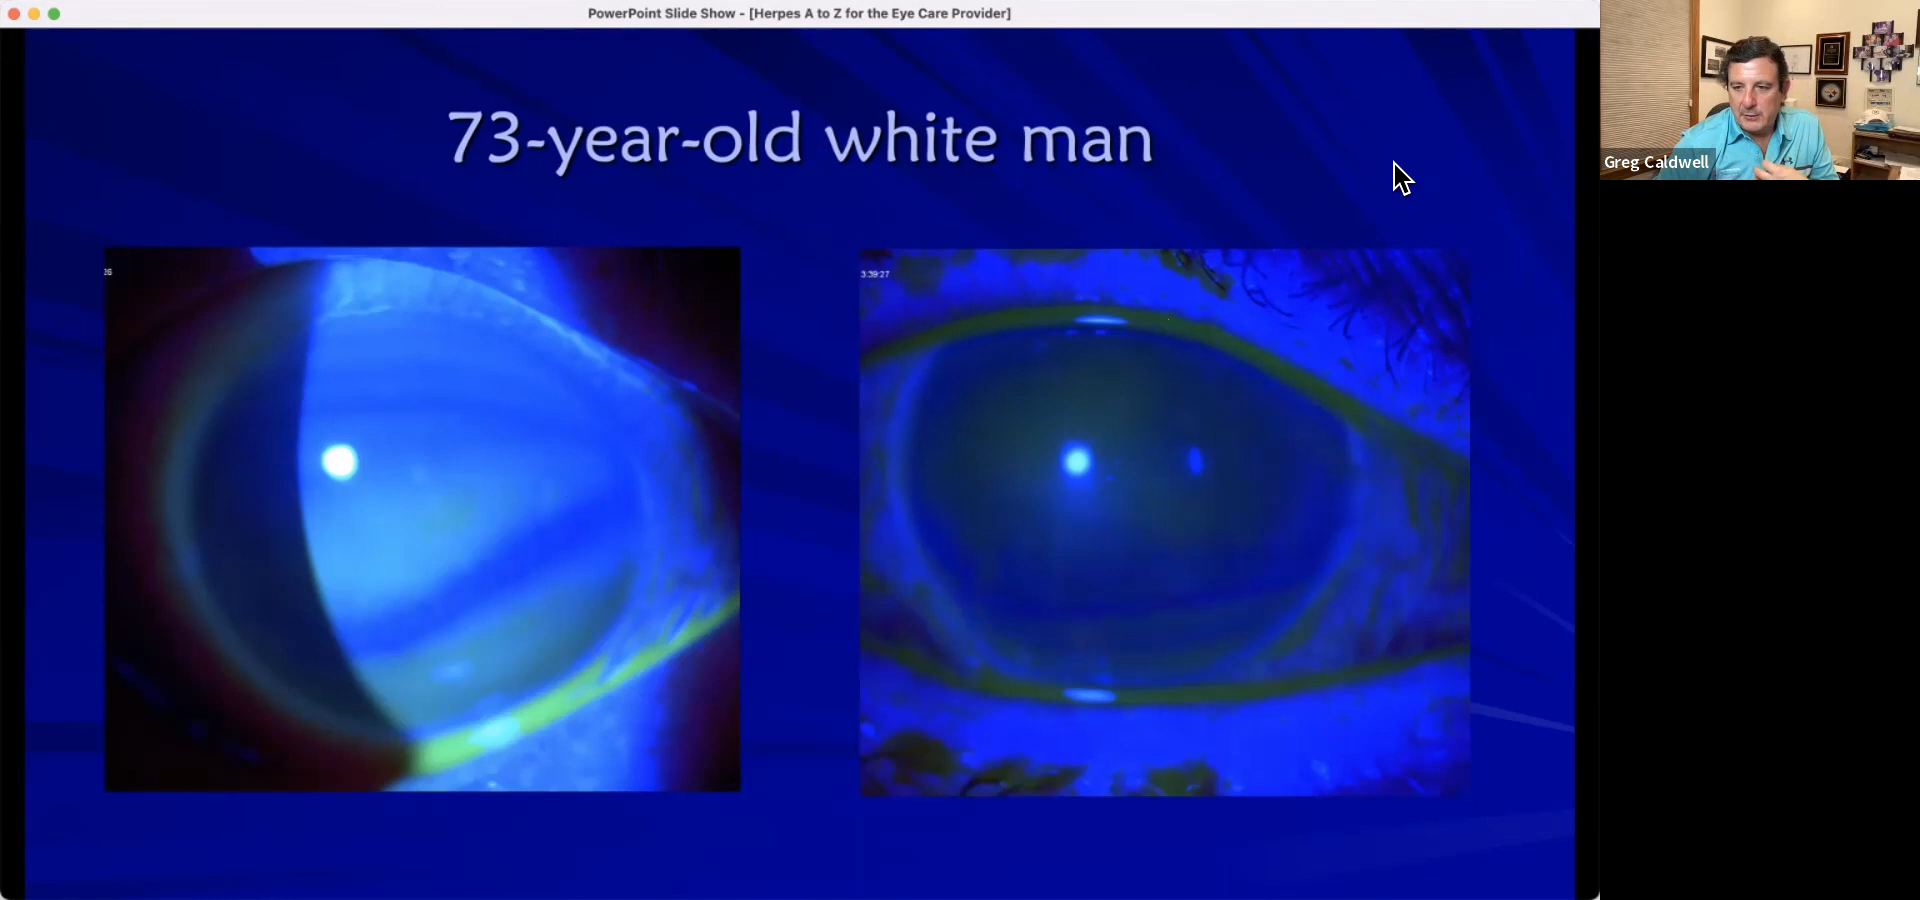 PowerPoint Slide Show - [Herpes A to Z for the Eye Care Provider]
73-year-old white man
26
3:39:27
Greg Caldwell